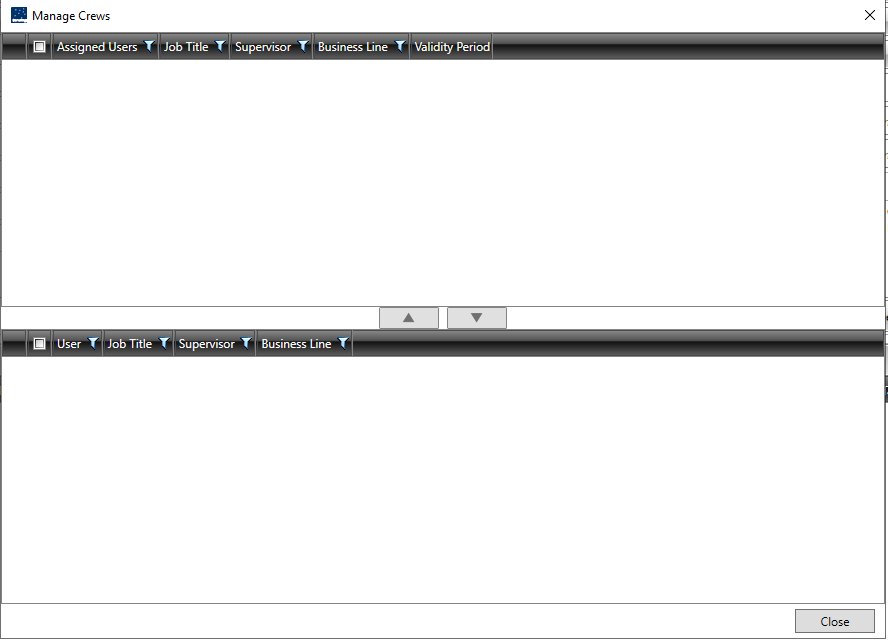 Manage Crews
Assigned Users Job Title Supervisor Business Line Validity Period
User Job Title Supervisor Business Line
Close